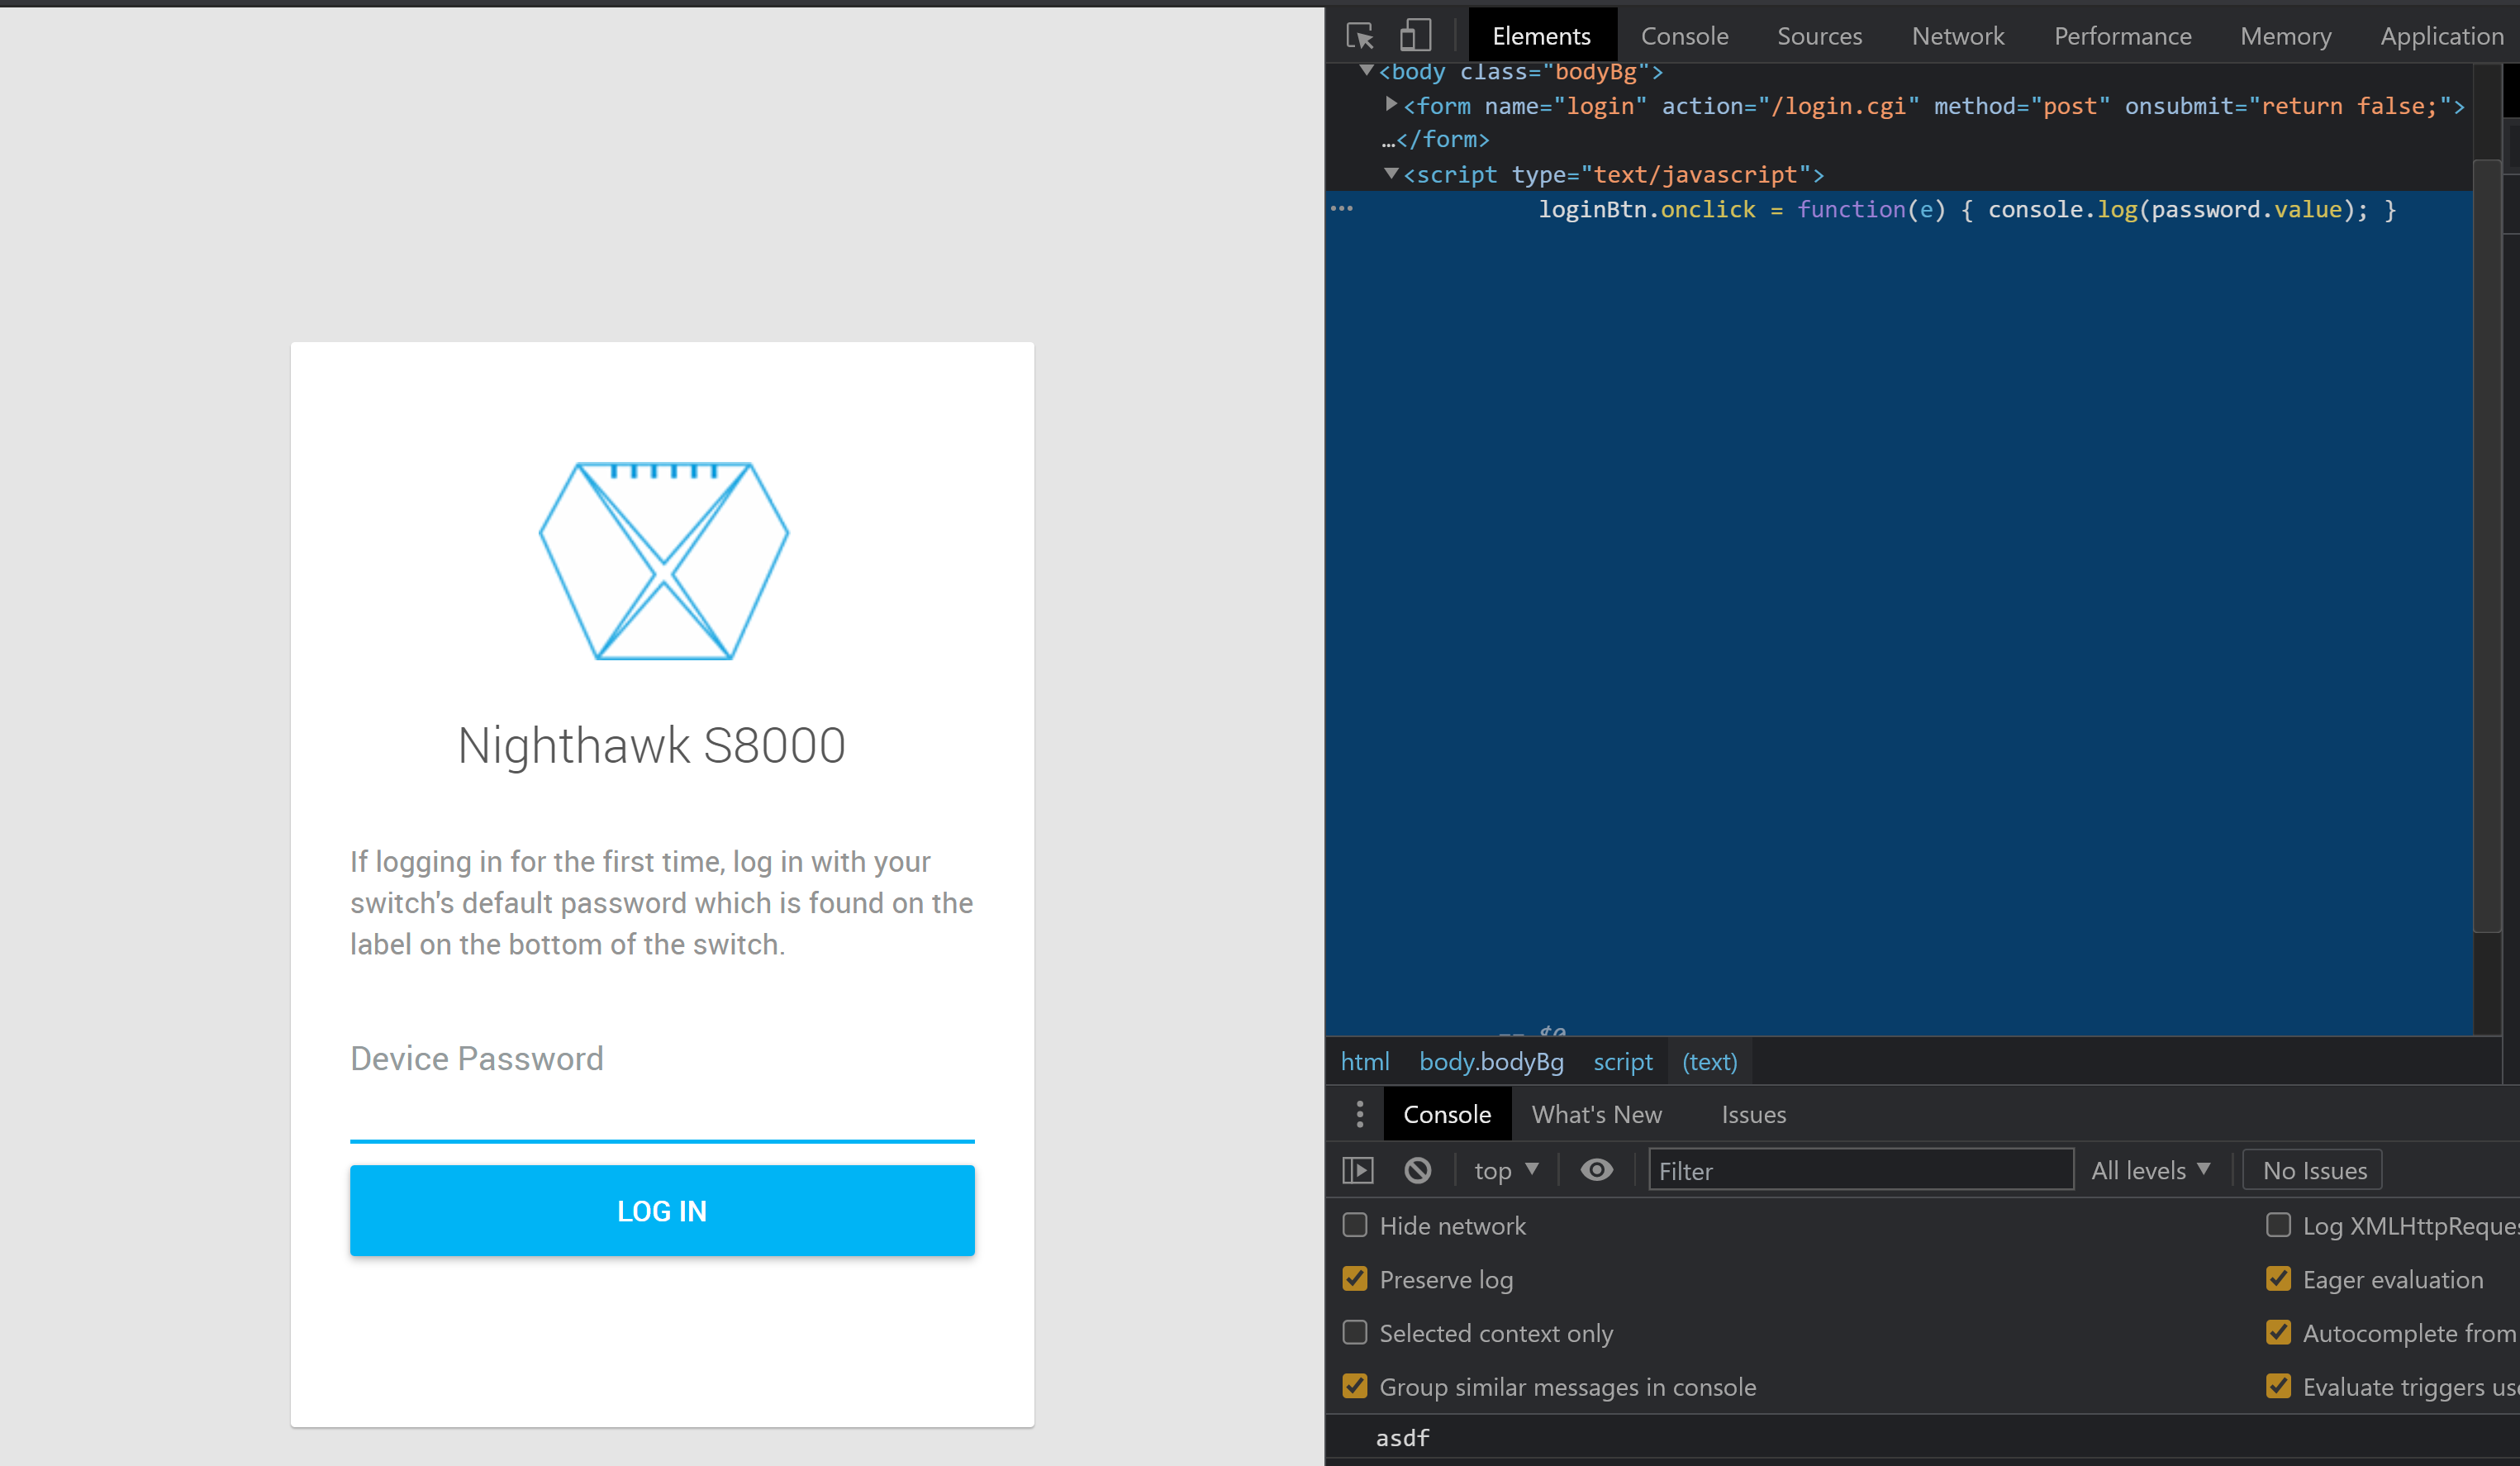 Nighthawk S8000
If logging in for the first time, log in with your
switch's default password which is found on the
label on the bottom of the switch.
Device Password
LOG IN
Elements Console Sources Network Performance Memory Application
▼<body class="bodyBg">
▶<form name="login" action="/login.cgi" method="post" onsubmit="return false;">
…</form>
▼<script type="text/javascript">
loginBtn.onclick = function(e) { console.log(password.value); }
== $0
html body.bodyBg script (text)
Console What's New Issues
top ▼ Filter All levels ▼ No Issues
Hide network Log XMLHttpReques
Preserve log Eager evaluation
Selected context only Autocomplete from
Group similar messages in console Evaluate triggers us
asdf